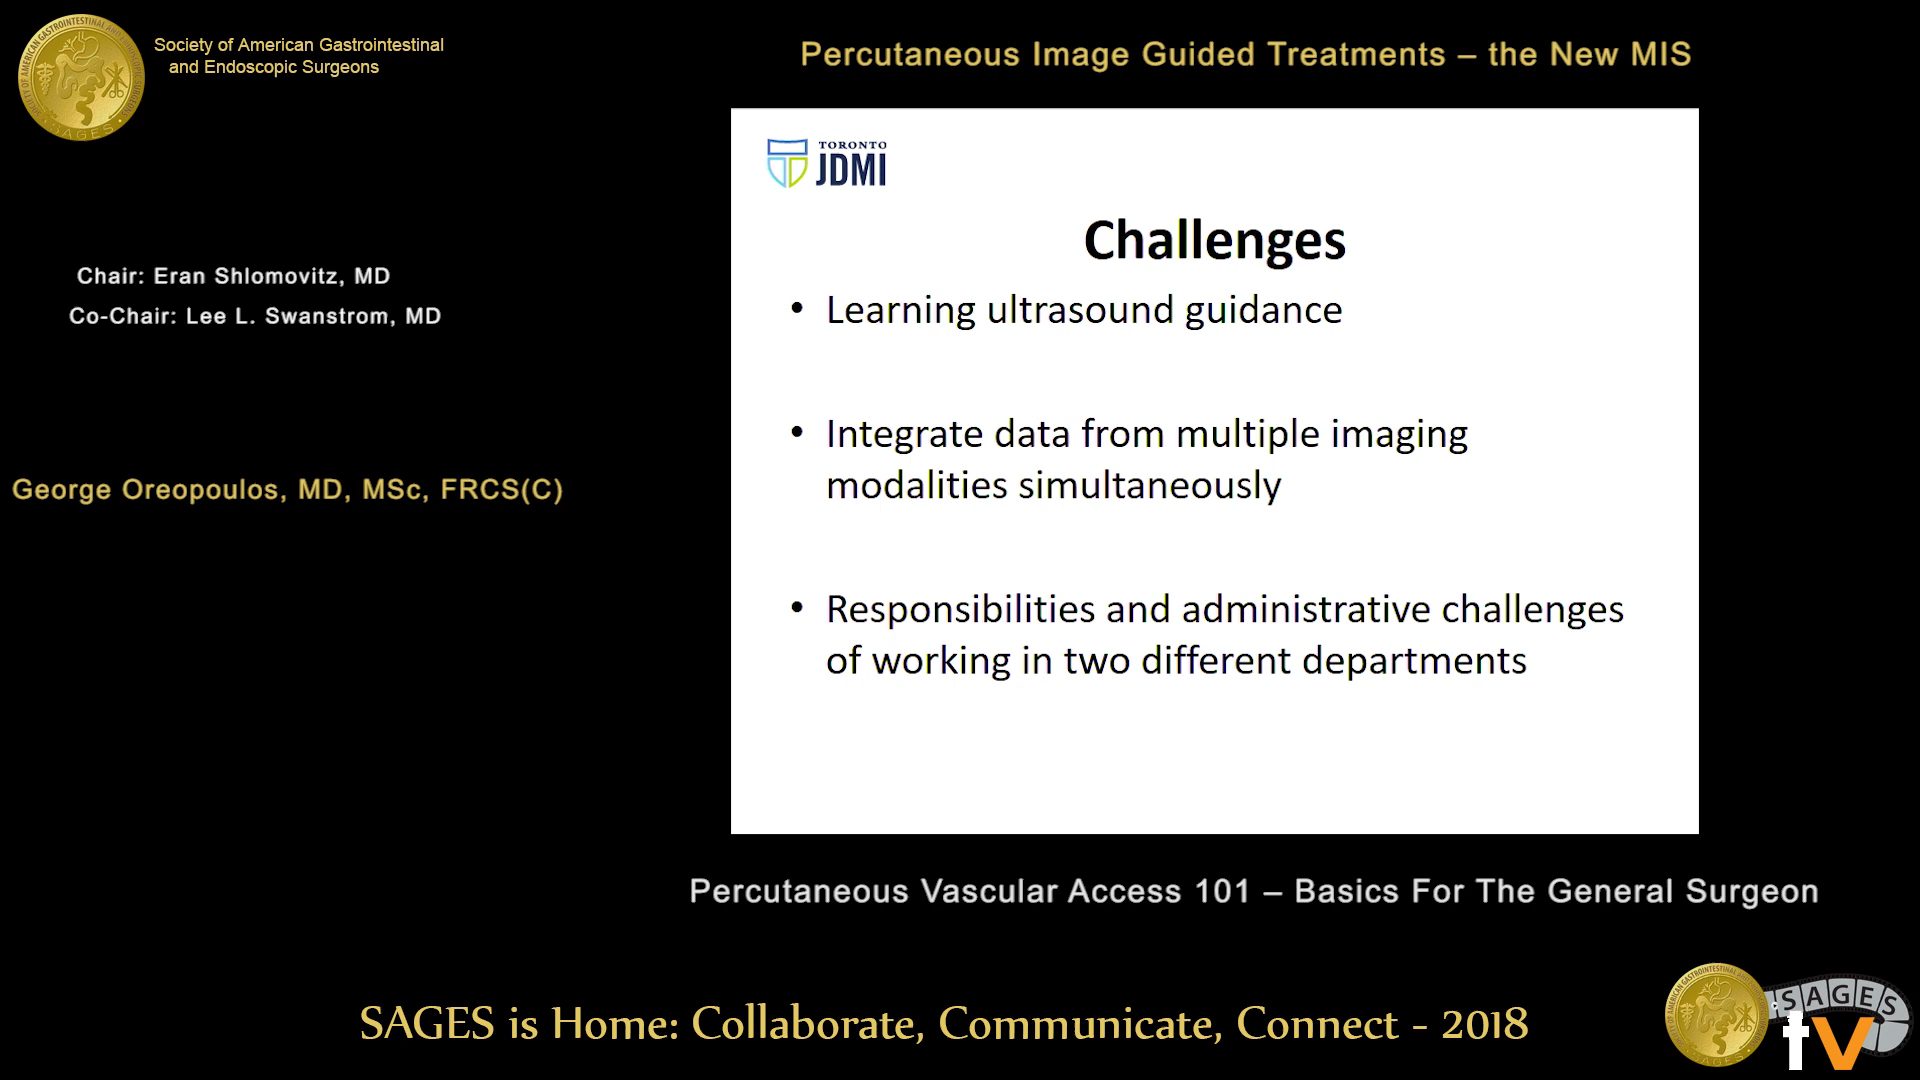 Society of American Gastrointestinal
and Endoscopic Surgeons
Percutaneous Image Guided Treatments – the New MIS
Chair: Eran Shlomovitz, MD
Co-Chair: Lee L. Swanstrom, MD
George Oreopoulos, MD, MSc, FRCS(C)
TORONTO
JDMI
Challenges
• Learning ultrasound guidance
• Integrate data from multiple imaging
modalities simultaneously
• Responsibilities and administrative challenges
of working in two different departments
Percutaneous Vascular Access 101 – Basics For The General Surgeon
SAGES is Home: Collaborate, Communicate, Connect - 2018
SAGES
tv